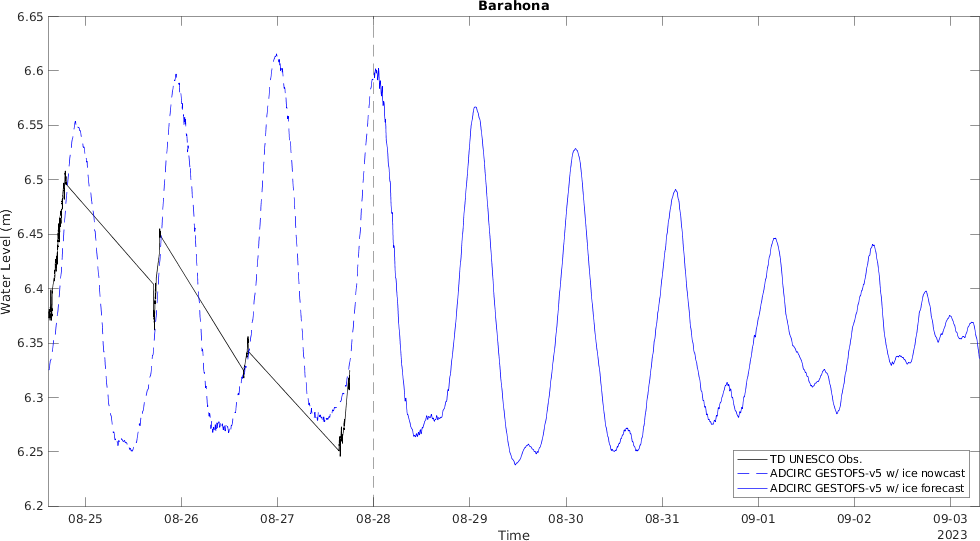 Barahona
Water Level (m)
6.65
6.6
6.55
6.5
6.45
6.4
6.35
6.3
6.25
6.2
08-25 08-26 08-27 08-28 08-29 08-30 08-31 09-01 09-02 09-03
Time
2023
TD UNESCO Obs.
ADCIRC GESTOFS-v5 w/ ice nowcast
ADCIRC GESTOFS-v5 w/ ice forecast